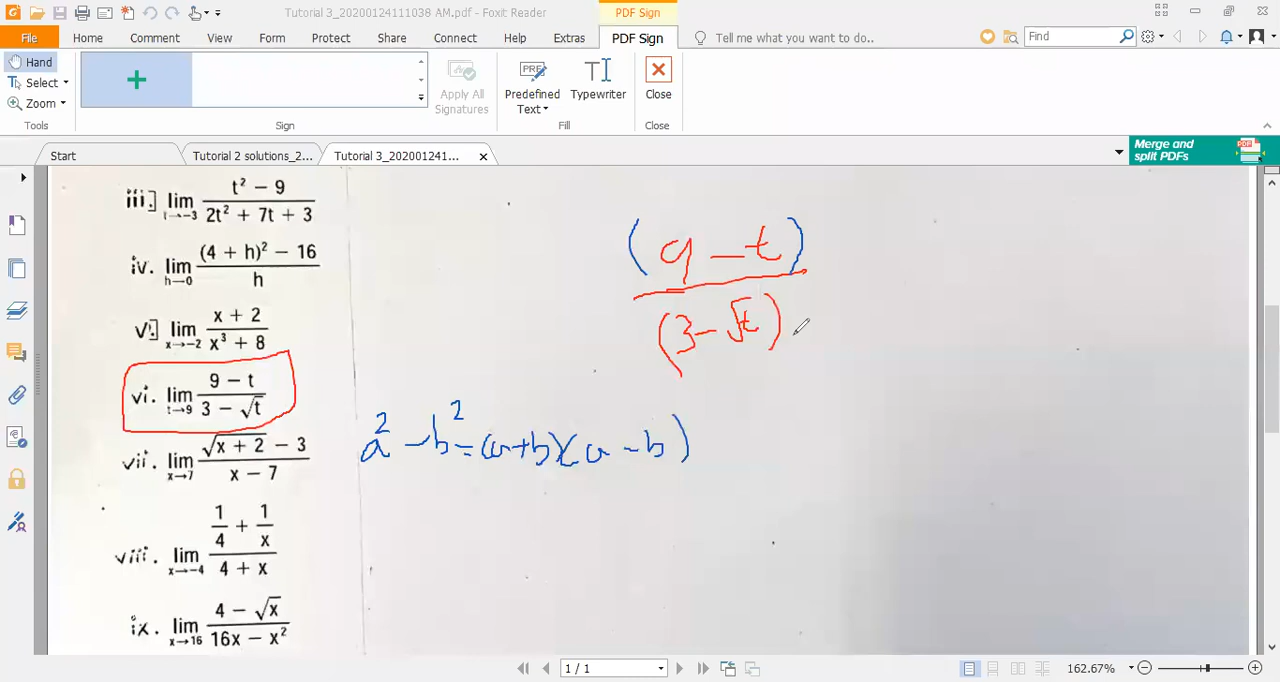 Tutorial 3_20200124111038 AM.pdf - Foxit Reader
PDF Sign
File Home Comment View Form Protect Share Connect Help Extras PDF Sign Tell me what you want to do.. Find
Hand
Select
Zoom
Tools
Sign
Apply All Signatures
Predefined Text
Typewriter
Fill
Close
Close
Start
Tutorial 2 solutions_2...
Tutorial 3_202001241...
Merge and split PDFs
iii.] lim t→-3 (t² − 9)/(2t² + 7t + 3)
iv. lim h→0 ((4 + h)² − 16)/h
v.] lim x→-2 (x + 2)/(x³ + 8)
vi. lim t→9 (9 − t)/(3 − √t)
vii. lim x→7 (√(x + 2) − 3)/(x − 7)
viii. lim x→-4 (1/4 + 1/x)/(4 + x)
ix. lim x→16 (4 − √x)/(16x − x²)
(9 − t)
(3 − √t)
a² − b² = (a+b)(a − b)
1 / 1
162.67%